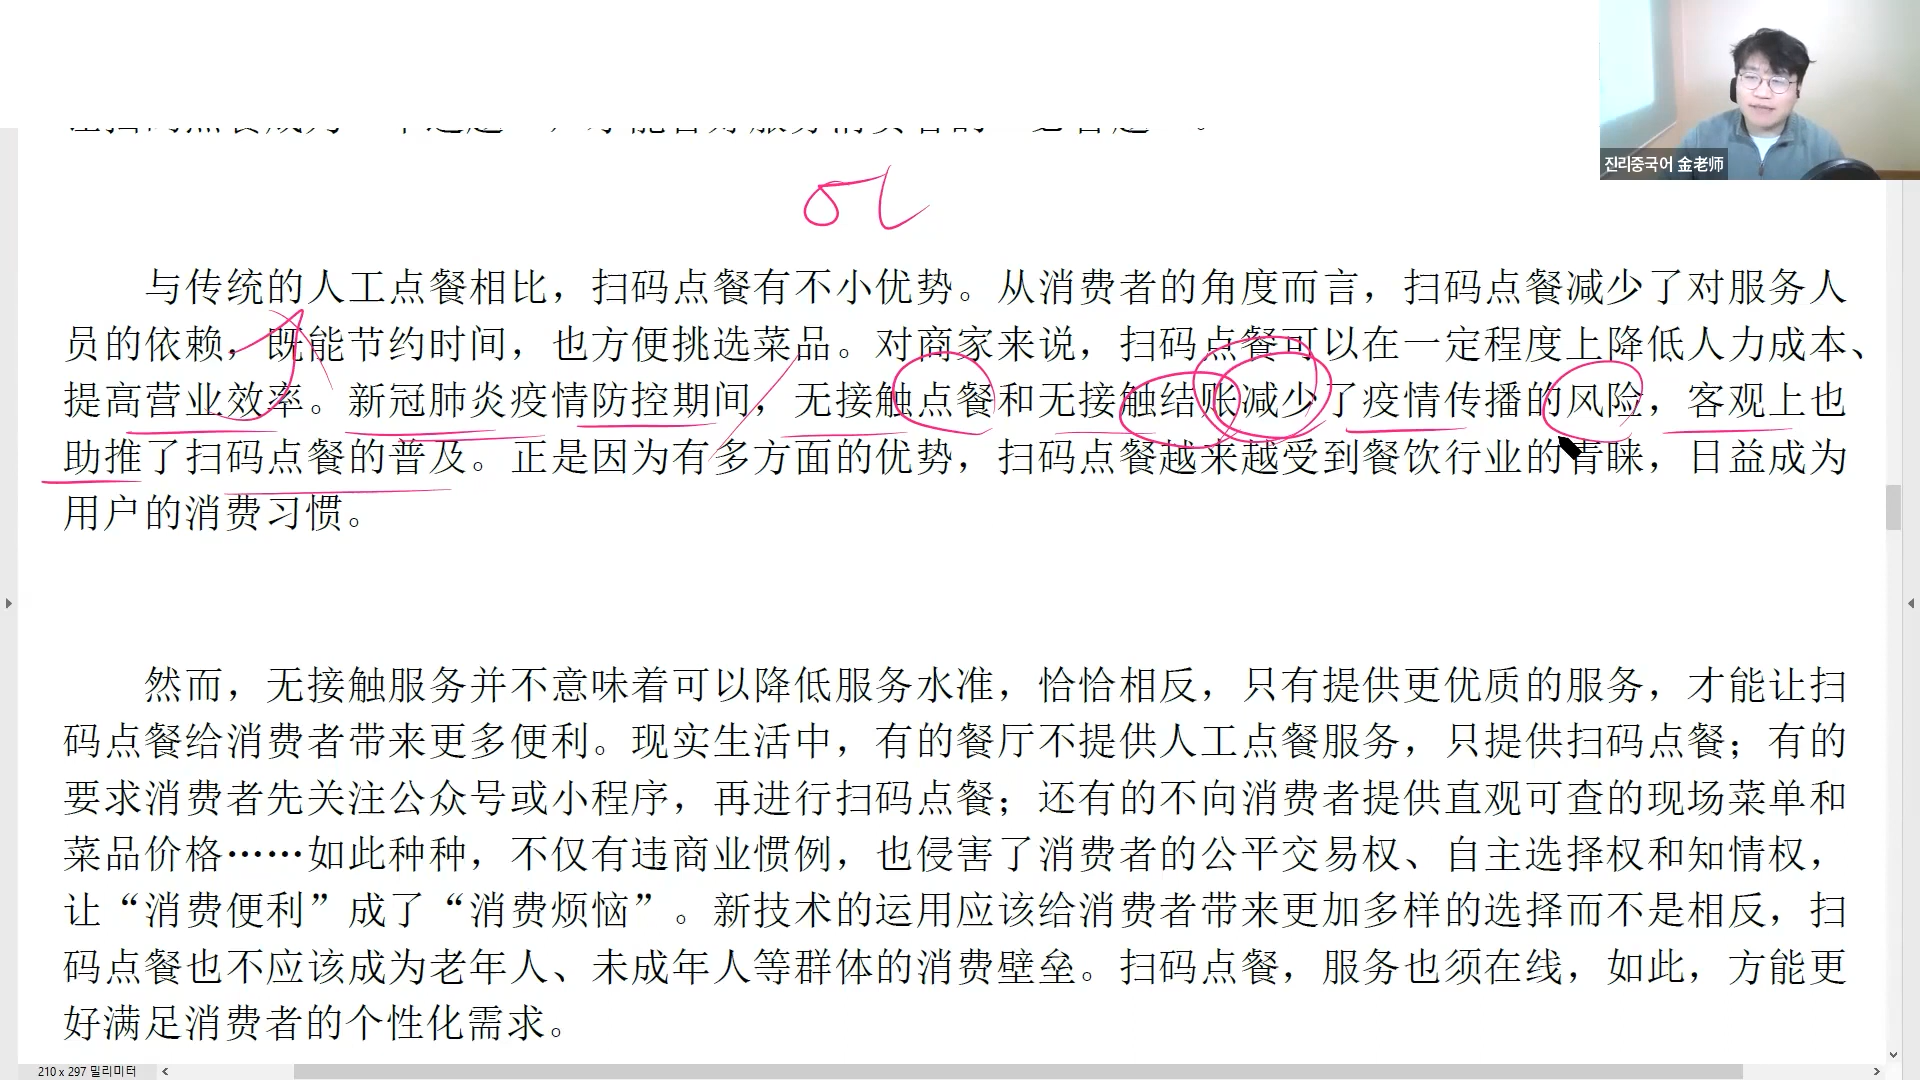 진리중국어 金老师
与传统的人工点餐相比，扫码点餐有不小优势。从消费者的角度而言，扫码点餐减少了对服务人
员的依赖，既能节约时间，也方便挑选菜品。对商家来说，扫码点餐可以在一定程度上降低人力成本、
提高营业效率。新冠肺炎疫情防控期间，无接触点餐和无接触结账减少了疫情传播的风险，客观上也
助推了扫码点餐的普及。正是因为有多方面的优势，扫码点餐越来越受到餐饮行业的青睐，日益成为
用户的消费习惯。
然而，无接触服务并不意味着可以降低服务水准，恰恰相反，只有提供更优质的服务，才能让扫
码点餐给消费者带来更多便利。现实生活中，有的餐厅不提供人工点餐服务，只提供扫码点餐；有的
要求消费者先关注公众号或小程序，再进行扫码点餐；还有的不向消费者提供直观可查的现场菜单和
菜品价格……如此种种，不仅有违商业惯例，也侵害了消费者的公平交易权、自主选择权和知情权，
让“消费便利”成了“消费烦恼”。新技术的运用应该给消费者带来更加多样的选择而不是相反，扫
码点餐也不应该成为老年人、未成年人等群体的消费壁垒。扫码点餐，服务也须在线，如此，方能更
好满足消费者的个性化需求。
210 x 297 밀리미터